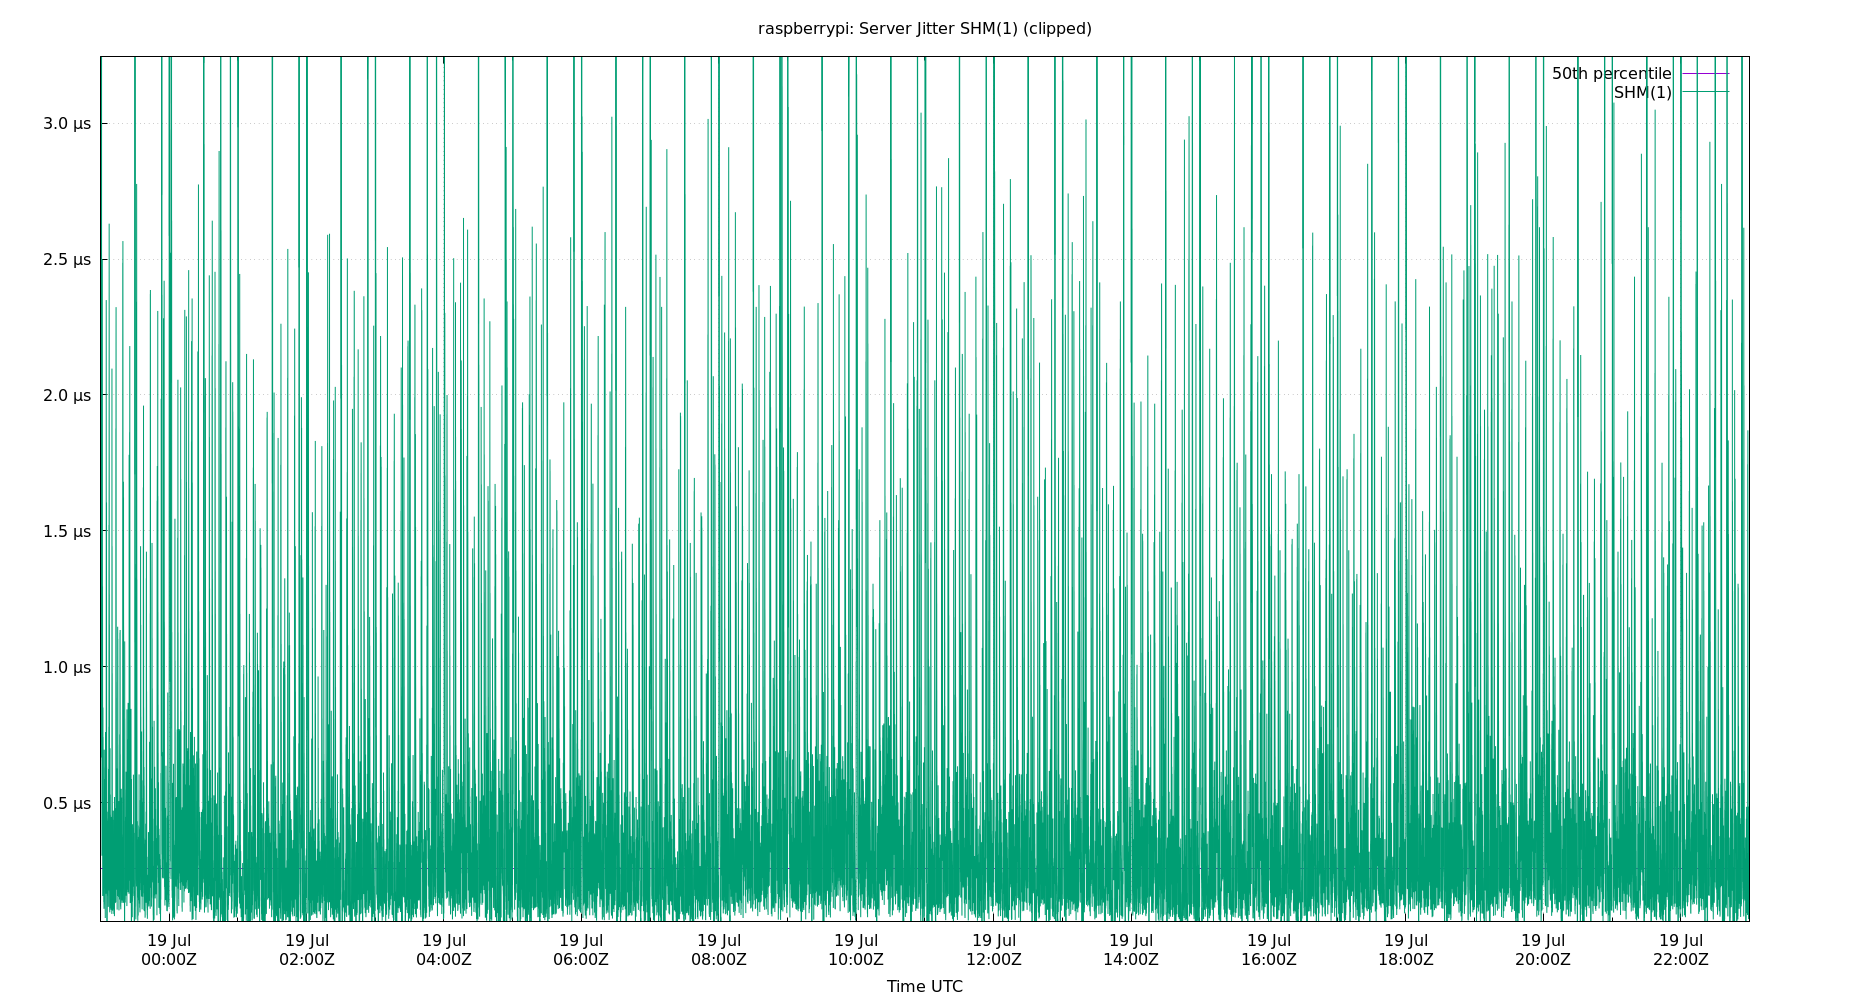 raspberrypi: Server Jitter SHM(1) (clipped)
50th percentile
SHM(1)
3.0 μs
2.5 μs
2.0 μs
1.5 μs
1.0 μs
0.5 μs
19 Jul 19 Jul 19 Jul 19 Jul 19 Jul 19 Jul 19 Jul 19 Jul 19 Jul 19 Jul 19 Jul 19 Jul
00:00Z 02:00Z 04:00Z 06:00Z 08:00Z 10:00Z 12:00Z 14:00Z 16:00Z 18:00Z 20:00Z 22:00Z
Time UTC